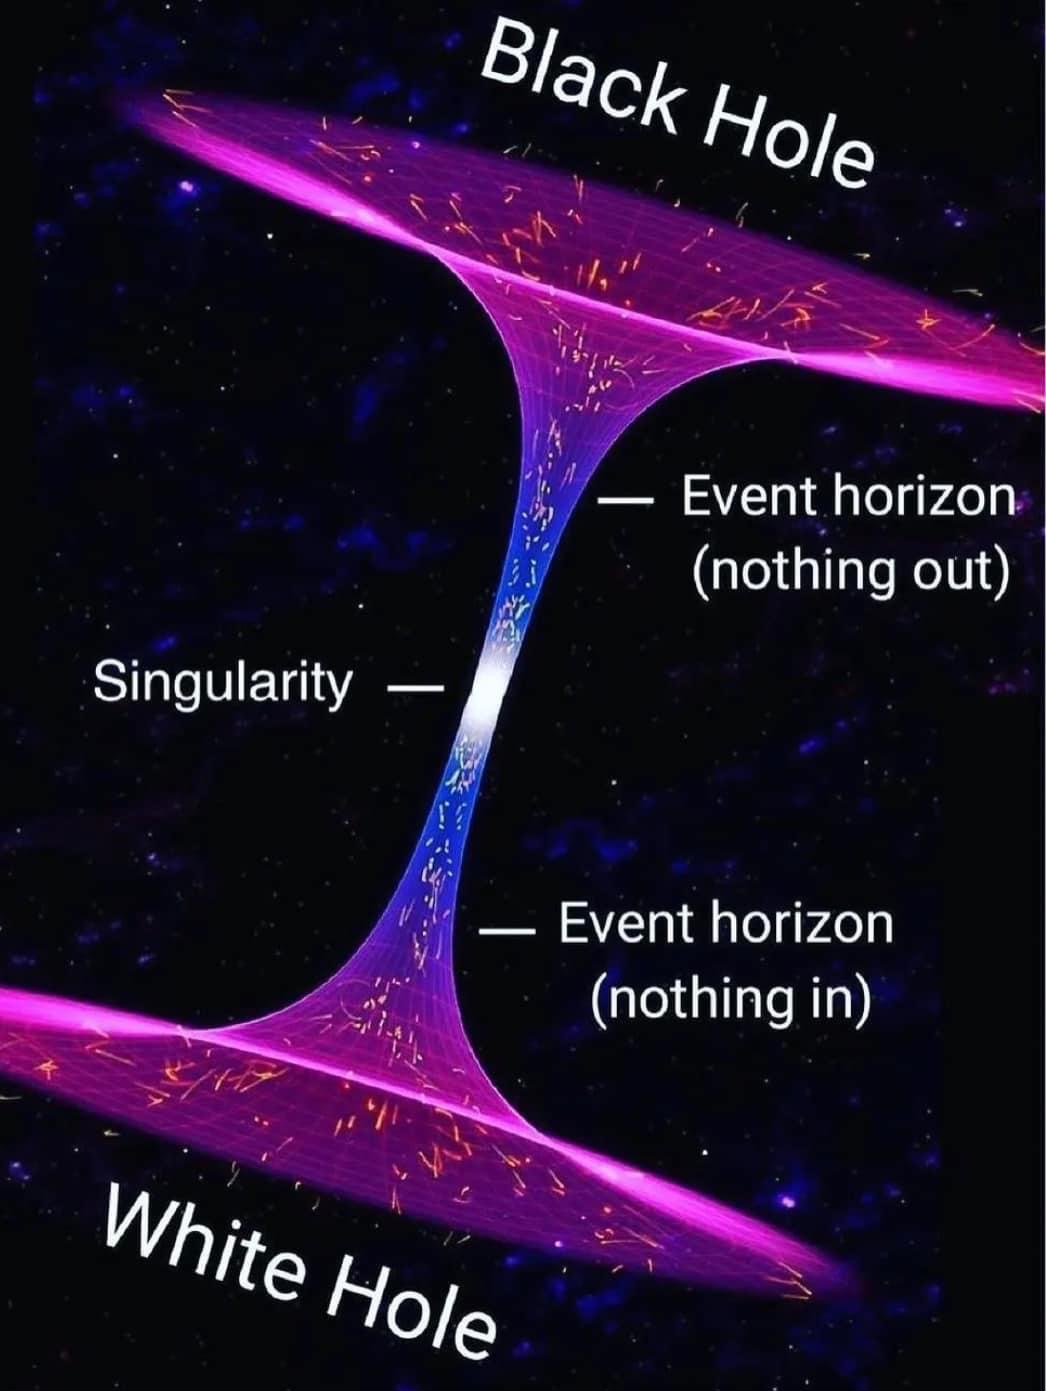 Black Hole
Event horizon
(nothing out)
Singularity
Event horizon
(nothing in)
White Hole